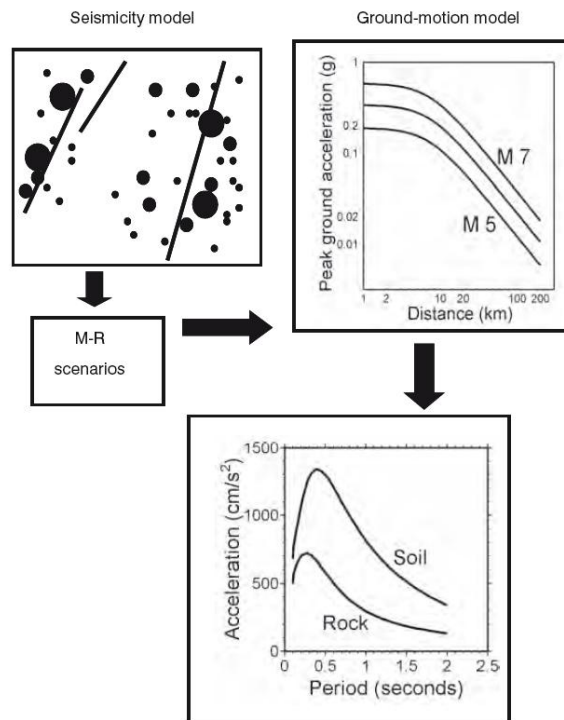 Seismicity model
Ground-motion model
M-R
scenarios
Peak ground acceleration (g)
1
0.2
0.1
0.02
0.01
M 7
M 5
1 2 10 20 100 200
Distance (km)
Acceleration (cm/s²)
1500
1000
500
0
Soil
Rock
0 0.5 1 1.5 2 2.5
Period (seconds)